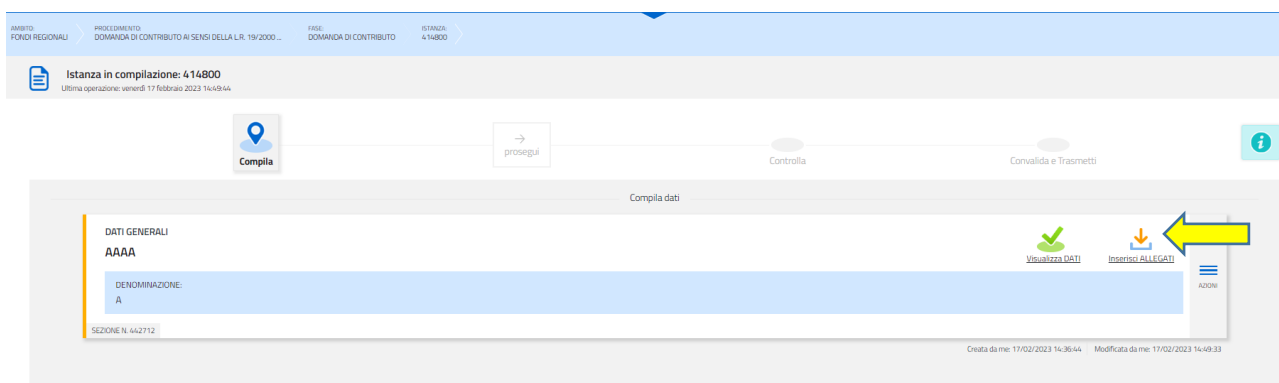 AMBITO: PROCEDIMENTO: FASE: ISTANZA:
FONDI REGIONALI DOMANDA DI CONTRIBUTO AI SENSI DELLA L.R. 19/2000 ... DOMANDA DI CONTRIBUTO 414800
Istanza in compilazione: 414800
Ultima operazione: venerdì 17 febbraio 2023 14:49:44
Compila prosegui Controlla Convalida e Trasmetti
Compila dati
DATI GENERALI
AAAA
Visualizza DATI Inserisci ALLEGATI
DENOMINAZIONE:
A
AZIONI
SEZIONE N. 442712
Creata da me: 17/02/2023 14:36:44 Modificata da me: 17/02/2023 14:49:33